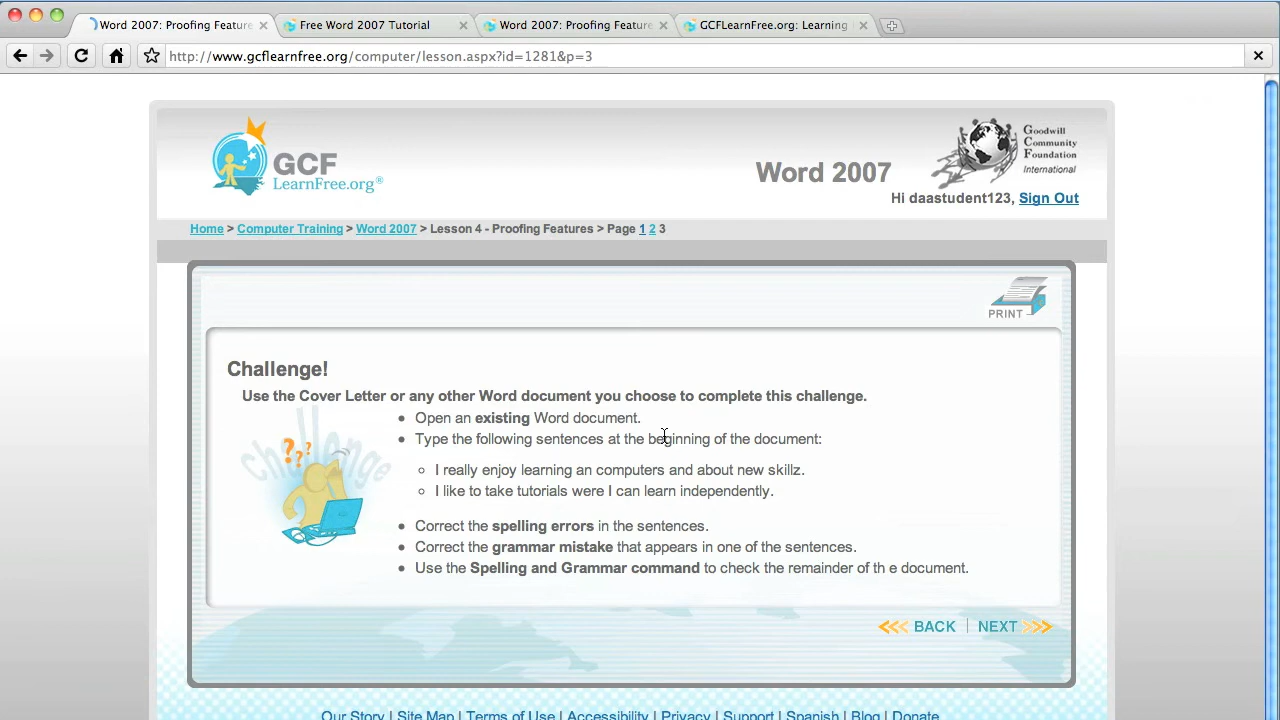 Word 2007: Proofing Feature
Free Word 2007 Tutorial
Word 2007: Proofing Feature
GCFLearnFree.org: Learning
http://www.gcflearnfree.org/computer/lesson.aspx?id=1281&p=3
GCF
LearnFree.org®
Word 2007
Goodwill
Community
Foundation
International
Hi daastudent123, Sign Out
Home > Computer Training > Word 2007 > Lesson 4 - Proofing Features > Page 1 2 3
PRINT
Challenge!
Use the Cover Letter or any other Word document you choose to complete this challenge.
challenge
???
• Open an existing Word document.
• Type the following sentences at the beginning of the document:
○ I really enjoy learning an computers and about new skillz.
○ I like to take tutorials were I can learn independently.
• Correct the spelling errors in the sentences.
• Correct the grammar mistake that appears in one of the sentences.
• Use the Spelling and Grammar command to check the remainder of th e document.
BACK | NEXT
Our Story | Site Map | Terms of Use | Accessibility | Privacy | Support | Spanish | Blog | Donate